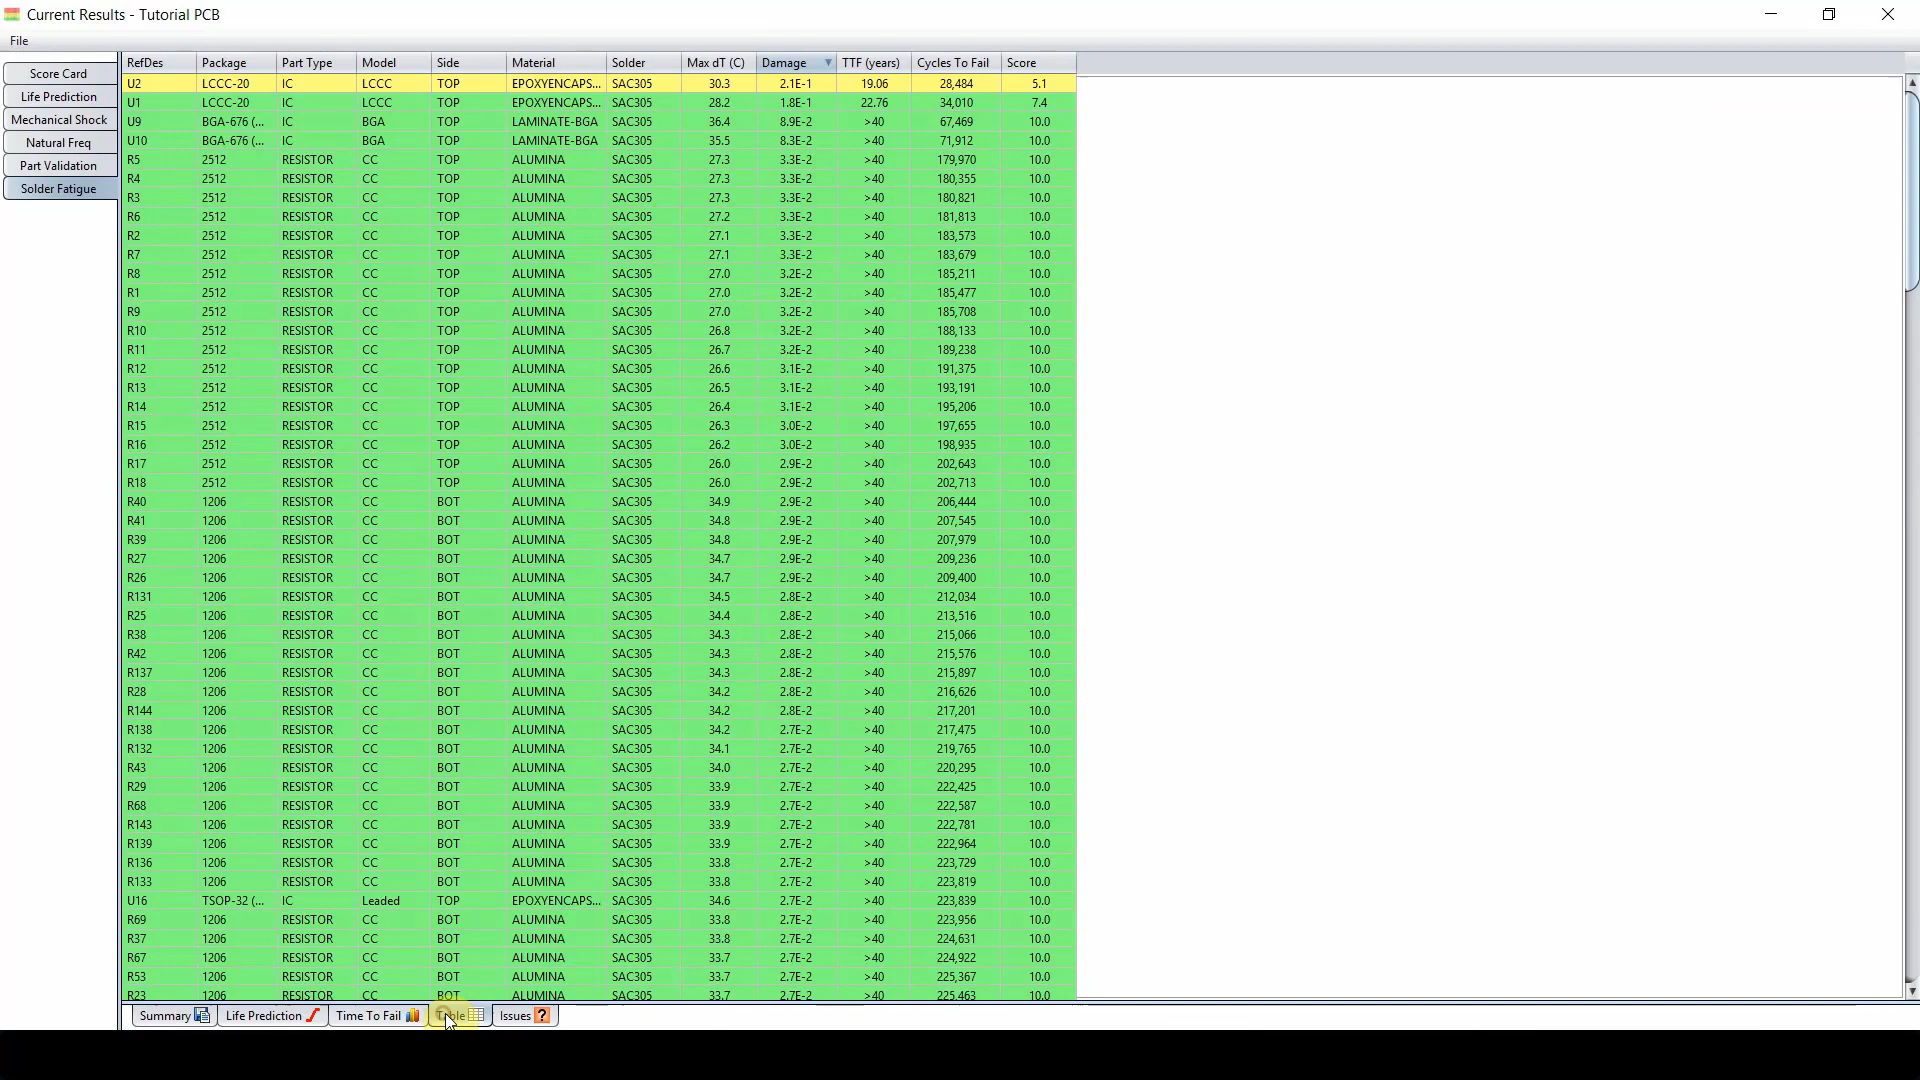 Current Results - Tutorial PCB
File
Score Card
Life Prediction
Mechanical Shock
Natural Freq
Part Validation
Solder Fatigue
RefDes Package Part Type Model Side Material Solder Max dT (C) Damage TTF (years) Cycles To Fail Score
U2 LCCC-20 IC LCCC TOP EPOXYENCAPS... SAC305 30.3 2.1E-1 19.06 28,484 5.1
U1 LCCC-20 IC LCCC TOP EPOXYENCAPS... SAC305 28.2 1.8E-1 22.76 34,010 7.4
U9 BGA-676 (... IC BGA TOP LAMINATE-BGA SAC305 36.4 8.9E-2 >40 67,469 10.0
U10 BGA-676 (... IC BGA TOP LAMINATE-BGA SAC305 35.5 8.3E-2 >40 71,912 10.0
R5 2512 RESISTOR CC TOP ALUMINA SAC305 27.3 3.3E-2 >40 179,970 10.0
R4 2512 RESISTOR CC TOP ALUMINA SAC305 27.3 3.3E-2 >40 180,355 10.0
R3 2512 RESISTOR CC TOP ALUMINA SAC305 27.3 3.3E-2 >40 180,821 10.0
R6 2512 RESISTOR CC TOP ALUMINA SAC305 27.2 3.3E-2 >40 181,813 10.0
R2 2512 RESISTOR CC TOP ALUMINA SAC305 27.1 3.3E-2 >40 183,573 10.0
R7 2512 RESISTOR CC TOP ALUMINA SAC305 27.1 3.3E-2 >40 183,679 10.0
R8 2512 RESISTOR CC TOP ALUMINA SAC305 27.0 3.2E-2 >40 185,211 10.0
R1 2512 RESISTOR CC TOP ALUMINA SAC305 27.0 3.2E-2 >40 185,477 10.0
R9 2512 RESISTOR CC TOP ALUMINA SAC305 27.0 3.2E-2 >40 185,708 10.0
R10 2512 RESISTOR CC TOP ALUMINA SAC305 26.8 3.2E-2 >40 188,133 10.0
R11 2512 RESISTOR CC TOP ALUMINA SAC305 26.7 3.2E-2 >40 189,238 10.0
R12 2512 RESISTOR CC TOP ALUMINA SAC305 26.6 3.1E-2 >40 191,375 10.0
R13 2512 RESISTOR CC TOP ALUMINA SAC305 26.5 3.1E-2 >40 193,191 10.0
R14 2512 RESISTOR CC TOP ALUMINA SAC305 26.4 3.1E-2 >40 195,206 10.0
R15 2512 RESISTOR CC TOP ALUMINA SAC305 26.3 3.0E-2 >40 197,655 10.0
R16 2512 RESISTOR CC TOP ALUMINA SAC305 26.2 3.0E-2 >40 198,935 10.0
R17 2512 RESISTOR CC TOP ALUMINA SAC305 26.0 2.9E-2 >40 202,643 10.0
R18 2512 RESISTOR CC TOP ALUMINA SAC305 26.0 2.9E-2 >40 202,713 10.0
R40 1206 RESISTOR CC BOT ALUMINA SAC305 34.9 2.9E-2 >40 206,444 10.0
R41 1206 RESISTOR CC BOT ALUMINA SAC305 34.8 2.9E-2 >40 207,545 10.0
R39 1206 RESISTOR CC BOT ALUMINA SAC305 34.8 2.9E-2 >40 207,979 10.0
R27 1206 RESISTOR CC BOT ALUMINA SAC305 34.7 2.9E-2 >40 209,236 10.0
R26 1206 RESISTOR CC BOT ALUMINA SAC305 34.7 2.9E-2 >40 209,400 10.0
R131 1206 RESISTOR CC BOT ALUMINA SAC305 34.5 2.8E-2 >40 212,034 10.0
R25 1206 RESISTOR CC BOT ALUMINA SAC305 34.4 2.8E-2 >40 213,516 10.0
R38 1206 RESISTOR CC BOT ALUMINA SAC305 34.3 2.8E-2 >40 215,066 10.0
R42 1206 RESISTOR CC BOT ALUMINA SAC305 34.3 2.8E-2 >40 215,576 10.0
R137 1206 RESISTOR CC BOT ALUMINA SAC305 34.3 2.8E-2 >40 215,897 10.0
R28 1206 RESISTOR CC BOT ALUMINA SAC305 34.2 2.8E-2 >40 216,626 10.0
R144 1206 RESISTOR CC BOT ALUMINA SAC305 34.2 2.8E-2 >40 217,201 10.0
R138 1206 RESISTOR CC BOT ALUMINA SAC305 34.2 2.7E-2 >40 217,475 10.0
R132 1206 RESISTOR CC BOT ALUMINA SAC305 34.1 2.7E-2 >40 219,765 10.0
R43 1206 RESISTOR CC BOT ALUMINA SAC305 34.0 2.7E-2 >40 220,295 10.0
R29 1206 RESISTOR CC BOT ALUMINA SAC305 33.9 2.7E-2 >40 222,425 10.0
R68 1206 RESISTOR CC BOT ALUMINA SAC305 33.9 2.7E-2 >40 222,587 10.0
R143 1206 RESISTOR CC BOT ALUMINA SAC305 33.9 2.7E-2 >40 222,781 10.0
R139 1206 RESISTOR CC BOT ALUMINA SAC305 33.9 2.7E-2 >40 222,964 10.0
R136 1206 RESISTOR CC BOT ALUMINA SAC305 33.8 2.7E-2 >40 223,729 10.0
R133 1206 RESISTOR CC BOT ALUMINA SAC305 33.8 2.7E-2 >40 223,819 10.0
U16 TSOP-32 (... IC Leaded TOP EPOXYENCAPS... SAC305 34.6 2.7E-2 >40 223,839 10.0
R69 1206 RESISTOR CC BOT ALUMINA SAC305 33.8 2.7E-2 >40 223,956 10.0
R37 1206 RESISTOR CC BOT ALUMINA SAC305 33.8 2.7E-2 >40 224,631 10.0
R67 1206 RESISTOR CC BOT ALUMINA SAC305 33.7 2.7E-2 >40 224,922 10.0
R53 1206 RESISTOR CC BOT ALUMINA SAC305 33.7 2.7E-2 >40 225,367 10.0
R23 1206 RESISTOR CC BOT ALUMINA SAC305 33.7 2.7E-2 >40 225,463 10.0
Summary Life Prediction Time To Fail Table Issues